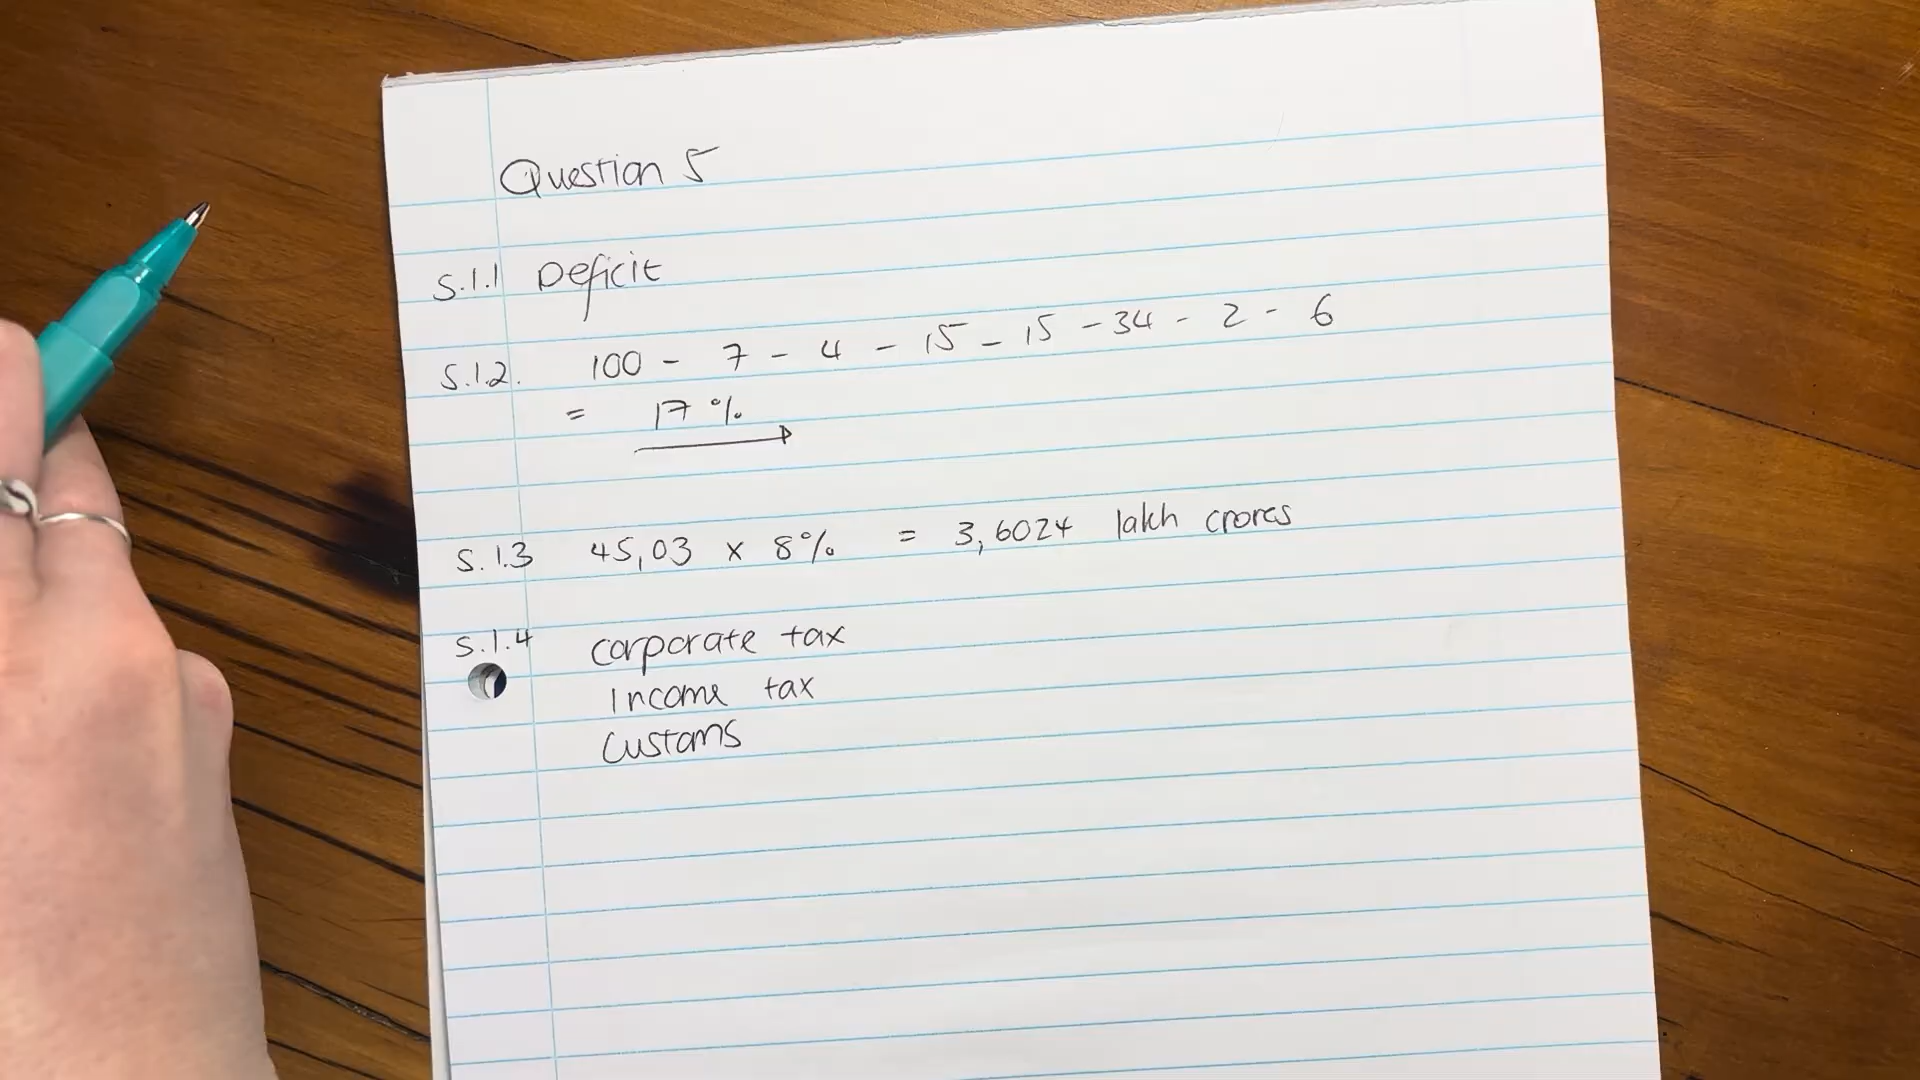 Question 5
5.1.1 Deficit
5.1.2. 100 - 7 - 4 - 15 - 15 - 34 - 2 - 6
= 17 %
5.1.3 45,03 x 8% = 3,6024 lakh crores
5.1.4 corporate tax
Income tax
Customs